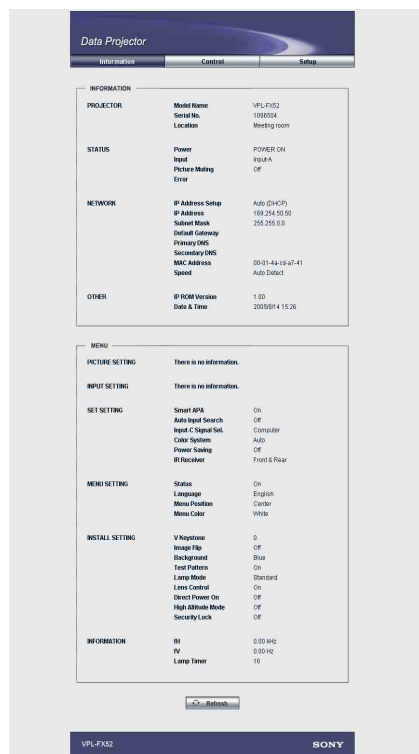 Data Projector
Information Control Setup
INFORMATION
PROJECTOR Model Name VPL-FX52
Serial No. 1096504
Location Meeting room
STATUS Power POWER ON
Input Input-A
Picture Muting Off
Error
NETWORK IP Address Setup Auto (DHCP)
IP Address 169.254.50.50
Subnet Mask 255.255.0.0
Default Gateway
Primary DNS
Secondary DNS
MAC Address 00-01-4a-cd-a7-41
Speed Auto Detect
OTHER IP ROM Version 1.00
Date & Time 2005/8/14 15:26
MENU
PICTURE SETTING There is no information.
INPUT SETTING There is no information.
SET SETTING Smart APA On
Auto Input Search Off
Input-C Signal Sel. Computer
Color System Auto
Power Saving Off
IR Receiver Front & Rear
MENU SETTING Status On
Language English
Menu Position Center
Menu Color White
INSTALL SETTING V Keystone 0
Image Flip Off
Background Blue
Test Pattern On
Lamp Mode Standard
Lens Control On
Direct Power On Off
High Altitude Mode Off
Security Lock Off
INFORMATION fH 0.00 kHz
fV 0.00 Hz
Lamp Timer 16
Refresh
VPL-FX52 SONY